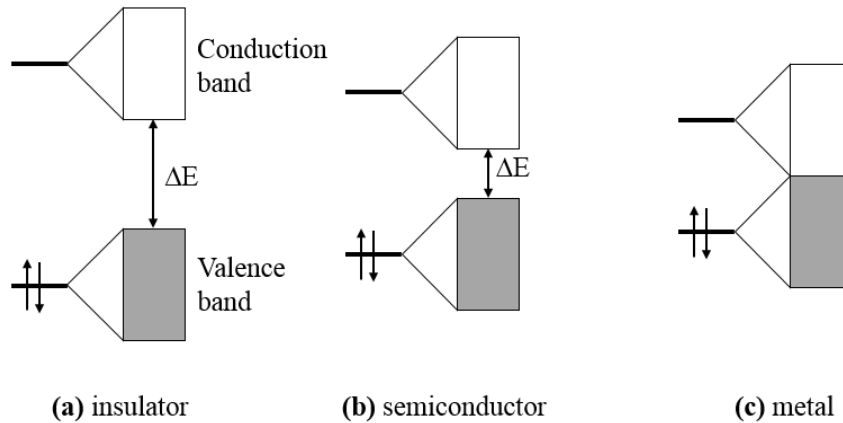 Conduction
band
ΔE
ΔE
Valence
band
(a) insulator
(b) semiconductor
(c) metal